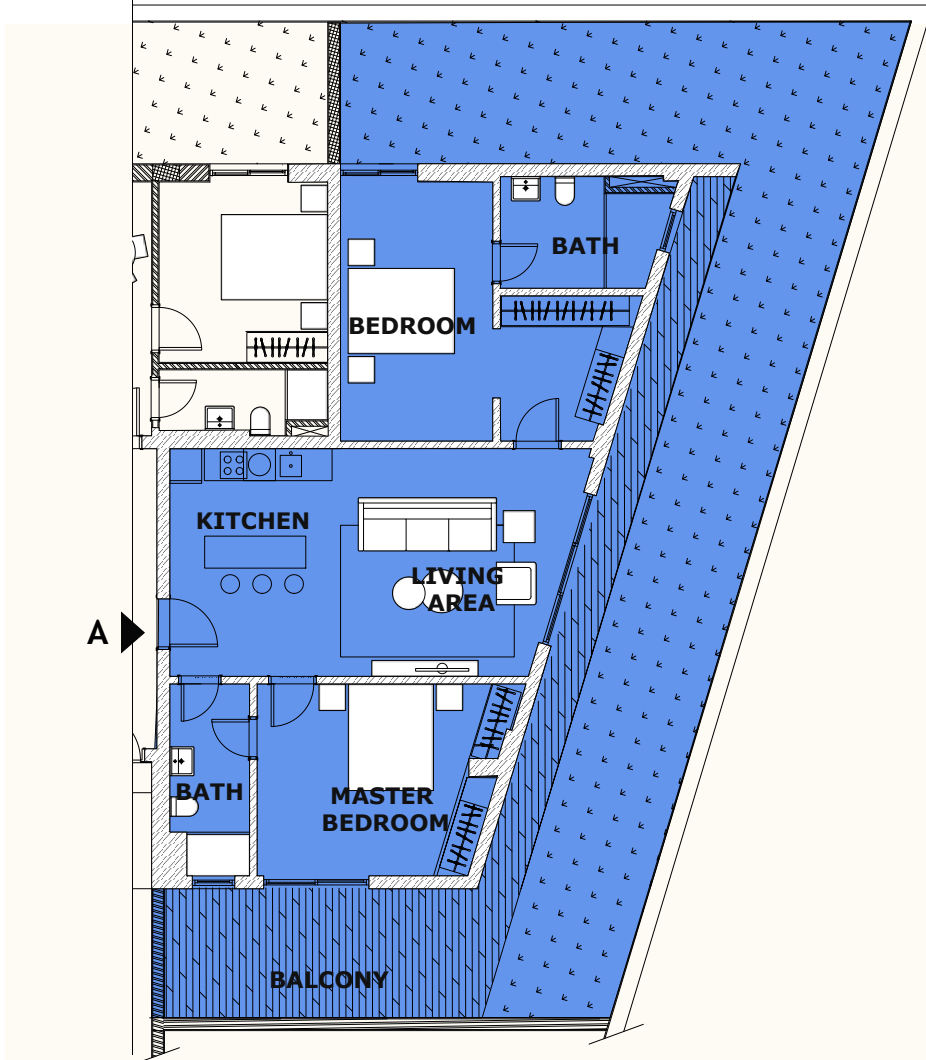 BATH
BEDROOM
KITCHEN
LIVING
AREA
A
BATH
MASTER
BEDROOM
BALCONY